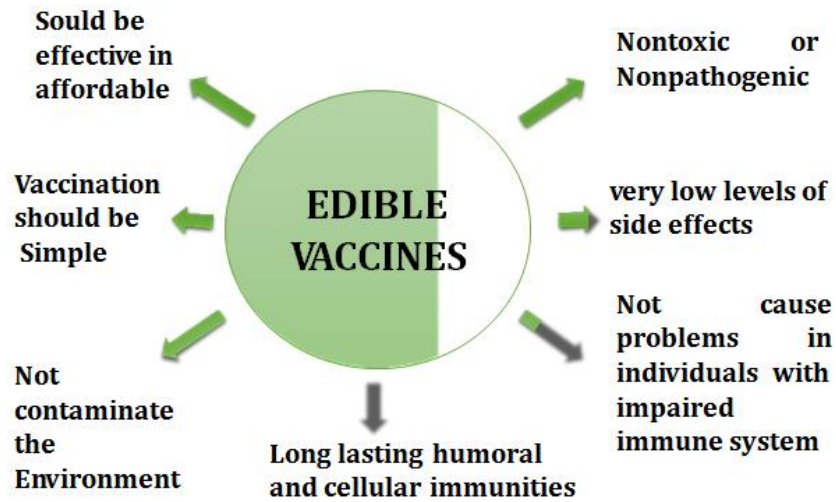 Sould be
effective in
affordable
Nontoxic or
Nonpathogenic
Vaccination
should be
Simple
EDIBLE
VACCINES
very low levels of
side effects
Not
contaminate
the
Environment
Long lasting humoral
and cellular immunities
Not cause
problems in
individuals with
impaired
immune system